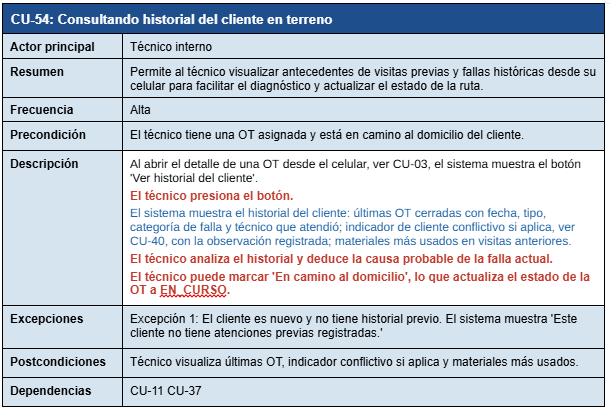 CU-54: Consultando historial del cliente en terreno
Actor principal
Técnico interno
Resumen
Permite al técnico visualizar antecedentes de visitas previas y fallas históricas desde su
celular para facilitar el diagnóstico y actualizar el estado de la ruta.
Frecuencia
Alta
Precondición
El técnico tiene una OT asignada y está en camino al domicilio del cliente.
Descripción
Al abrir el detalle de una OT desde el celular, ver CU-03, el sistema muestra el botón
'Ver historial del cliente'.
El técnico presiona el botón.
El sistema muestra el historial del cliente: últimas OT cerradas con fecha, tipo,
categoría de falla y técnico que atendió; indicador de cliente conflictivo si aplica, ver
CU-40, con la observación registrada; materiales más usados en visitas anteriores.
El técnico analiza el historial y deduce la causa probable de la falla actual.
El técnico puede marcar 'En camino al domicilio', lo que actualiza el estado de la
OT a EN_CURSO.
Excepciones
Excepción 1: El cliente es nuevo y no tiene historial previo. El sistema muestra 'Este
cliente no tiene atenciones previas registradas.'
Postcondiciones
Técnico visualiza últimas OT, indicador conflictivo si aplica y materiales más usados.
Dependencias
CU-11 CU-37